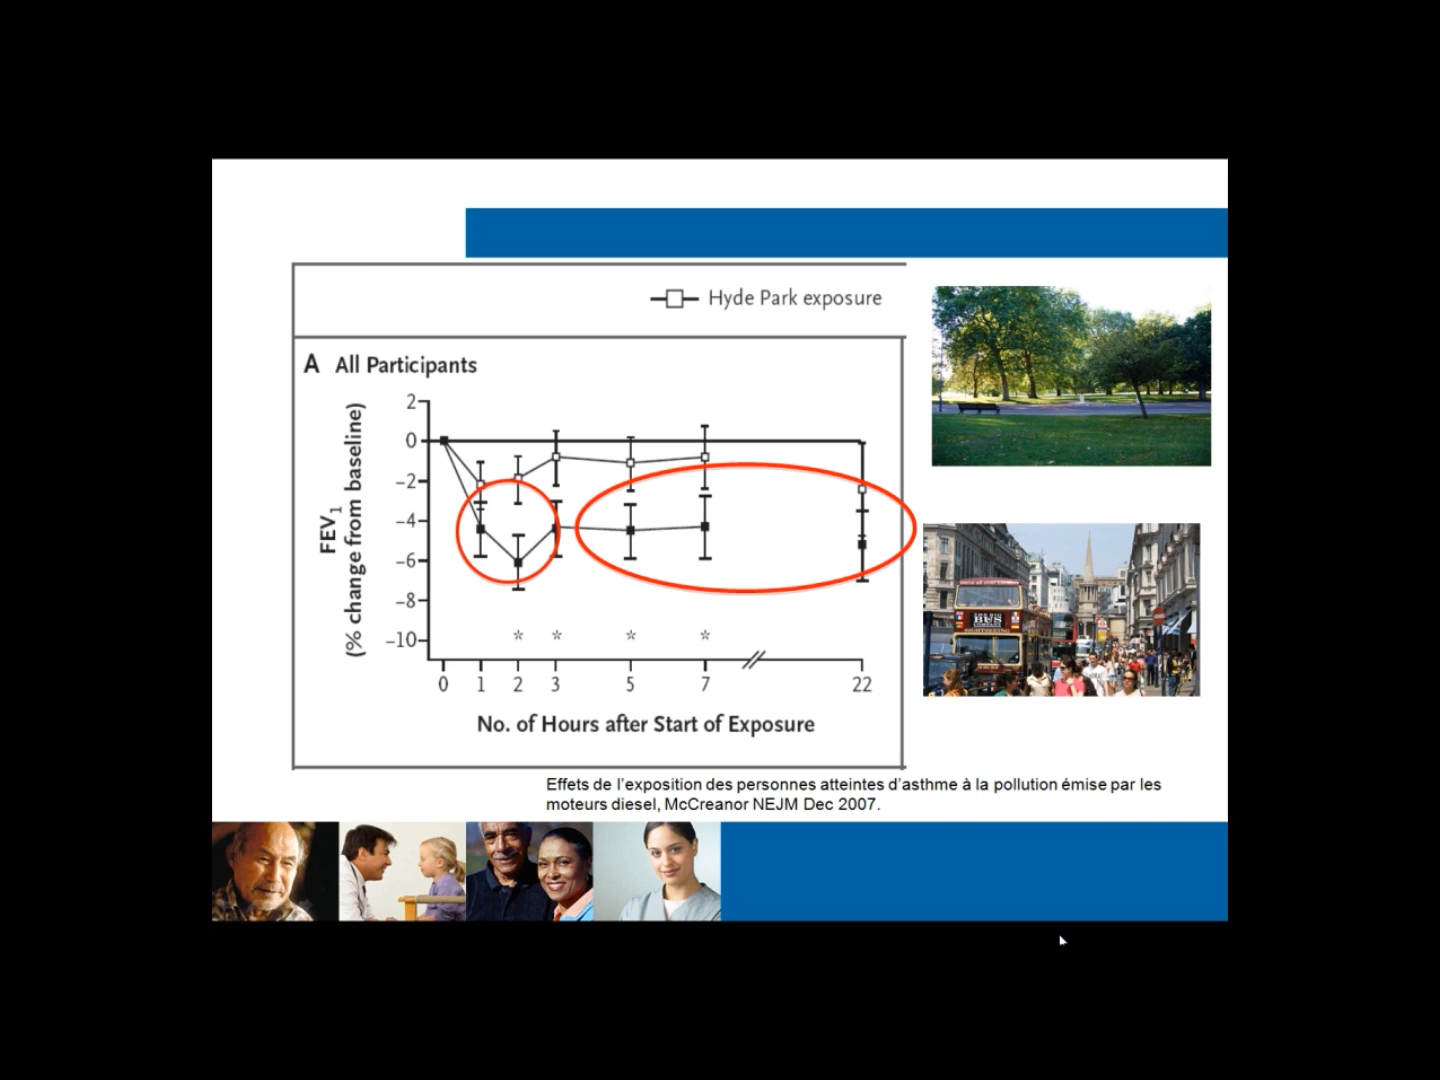 Hyde Park exposure
A All Participants
FEV1
(% change from baseline)
2
0
−2
−4
−6
−8
−10
* * * *
0 1 2 3 5 7 22
No. of Hours after Start of Exposure
BUS
Effets de l’exposition des personnes atteintes d’asthme à la pollution émise par les
moteurs diesel, McCreanor NEJM Dec 2007.